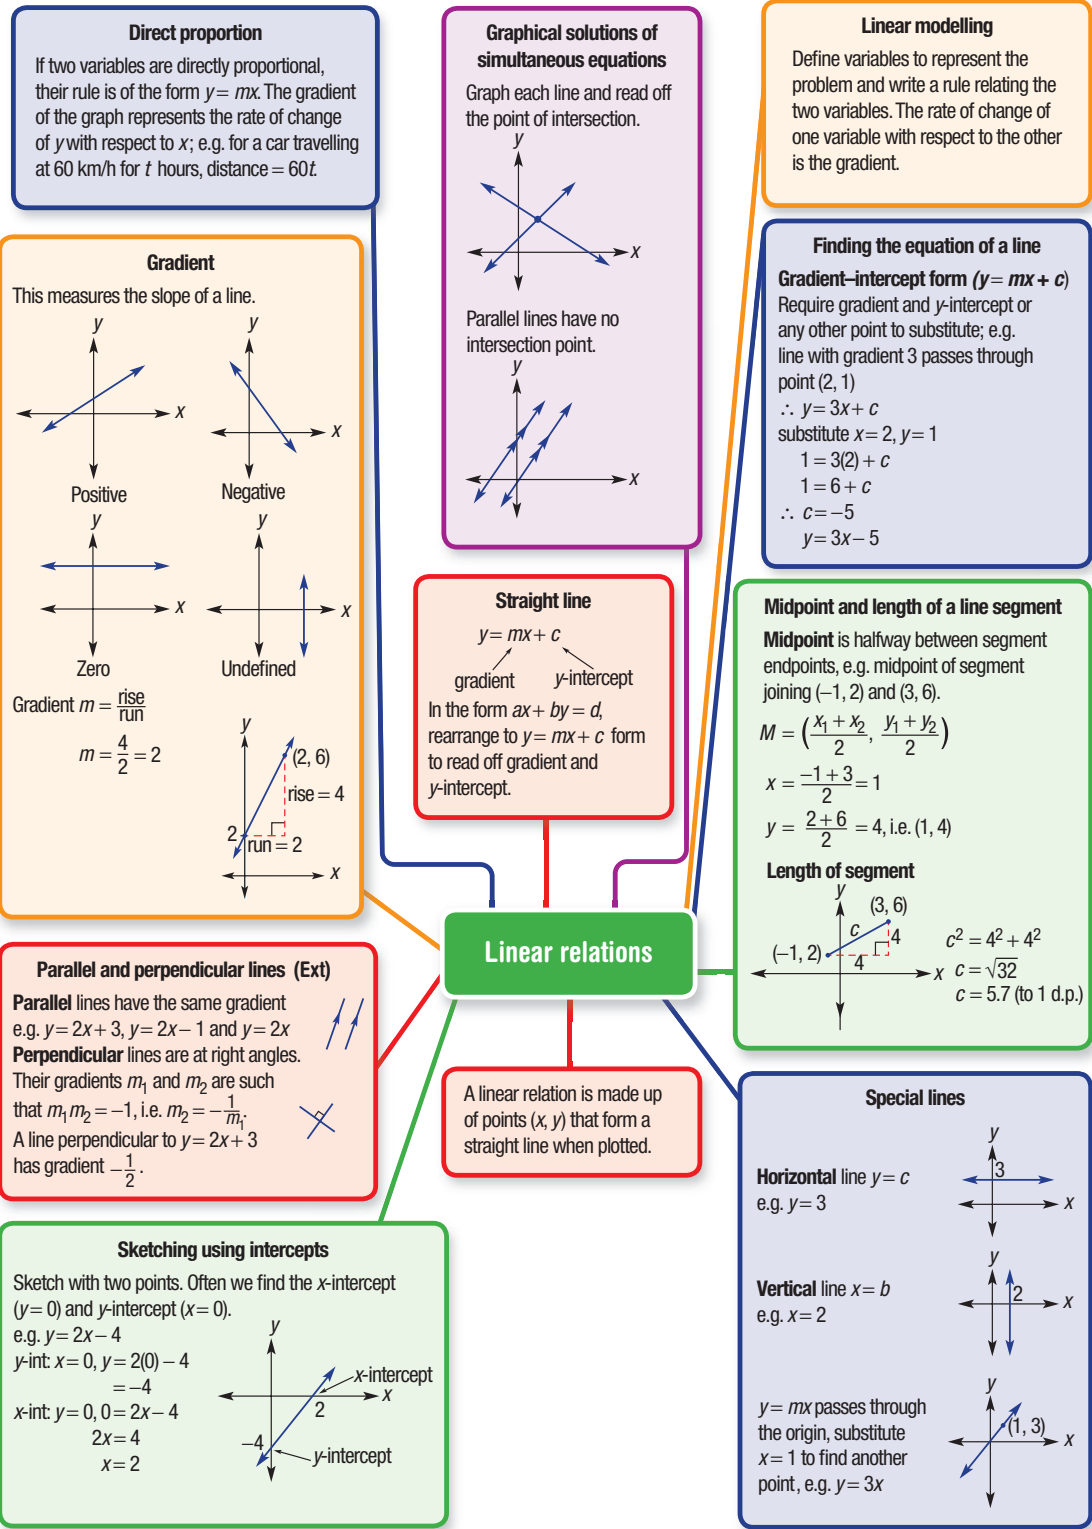 Direct proportion
If two variables are directly proportional,
their rule is of the form y = mx. The gradient
of the graph represents the rate of change
of y with respect to x; e.g. for a car travelling
at 60 km/h for t hours, distance = 60t.
Graphical solutions of
simultaneous equations
Graph each line and read off
the point of intersection.
y
x
Parallel lines have no
intersection point.
y
x
Linear modelling
Define variables to represent the
problem and write a rule relating the
two variables. The rate of change of
one variable with respect to the other
is the gradient.
Gradient
This measures the slope of a line.
y
x
Positive
y
x
Negative
y
x
Zero
y
x
Undefined
Gradient m = rise/run
m = 4/2 = 2
y
(2, 6)
rise = 4
2
run = 2
x
Finding the equation of a line
Gradient–intercept form (y = mx + c)
Require gradient and y-intercept or
any other point to substitute; e.g.
line with gradient 3 passes through
point (2, 1)
∴ y = 3x + c
substitute x = 2, y = 1
1 = 3(2) + c
1 = 6 + c
∴ c = −5
y = 3x − 5
Straight line
y = mx + c
gradient y-intercept
In the form ax + by = d,
rearrange to y = mx + c form
to read off gradient and
y-intercept.
Midpoint and length of a line segment
Midpoint is halfway between segment
endpoints, e.g. midpoint of segment
joining (−1, 2) and (3, 6).
M = ((x₁ + x₂)/2, (y₁ + y₂)/2)
x = (−1 + 3)/2 = 1
y = (2 + 6)/2 = 4, i.e. (1, 4)
Length of segment
y
(3, 6)
c
4
(−1, 2)
4
x
c² = 4² + 4²
c = √32
c = 5.7 (to 1 d.p.)
Linear relations
Parallel and perpendicular lines (Ext)
Parallel lines have the same gradient
e.g. y = 2x + 3, y = 2x − 1 and y = 2x
Perpendicular lines are at right angles.
Their gradients m₁ and m₂ are such
that m₁m₂ = −1, i.e. m₂ = −1/m₁.
A line perpendicular to y = 2x + 3
has gradient −1/2.
A linear relation is made up
of points (x, y) that form a
straight line when plotted.
Special lines
Horizontal line y = c
e.g. y = 3
y
3
x
Vertical line x = b
e.g. x = 2
y
2
x
y = mx passes through
the origin, substitute
x = 1 to find another
point, e.g. y = 3x
y
(1, 3)
x
Sketching using intercepts
Sketch with two points. Often we find the x-intercept
(y = 0) and y-intercept (x = 0).
e.g. y = 2x − 4
y-int: x = 0, y = 2(0) − 4
= −4
x-int: y = 0, 0 = 2x − 4
2x = 4
x = 2
y
x-intercept
x
2
−4
y-intercept